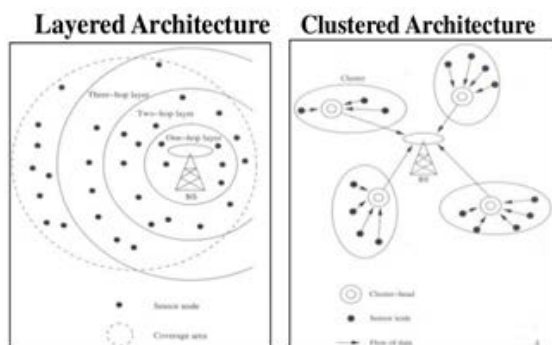 Layered Architecture
Clustered Architecture
Three-hop layer
Two-hop layer
One-hop layer
BS
Sensor node
Coverage area
Cluster
BS
Cluster-head
Sensor node
Flow of data